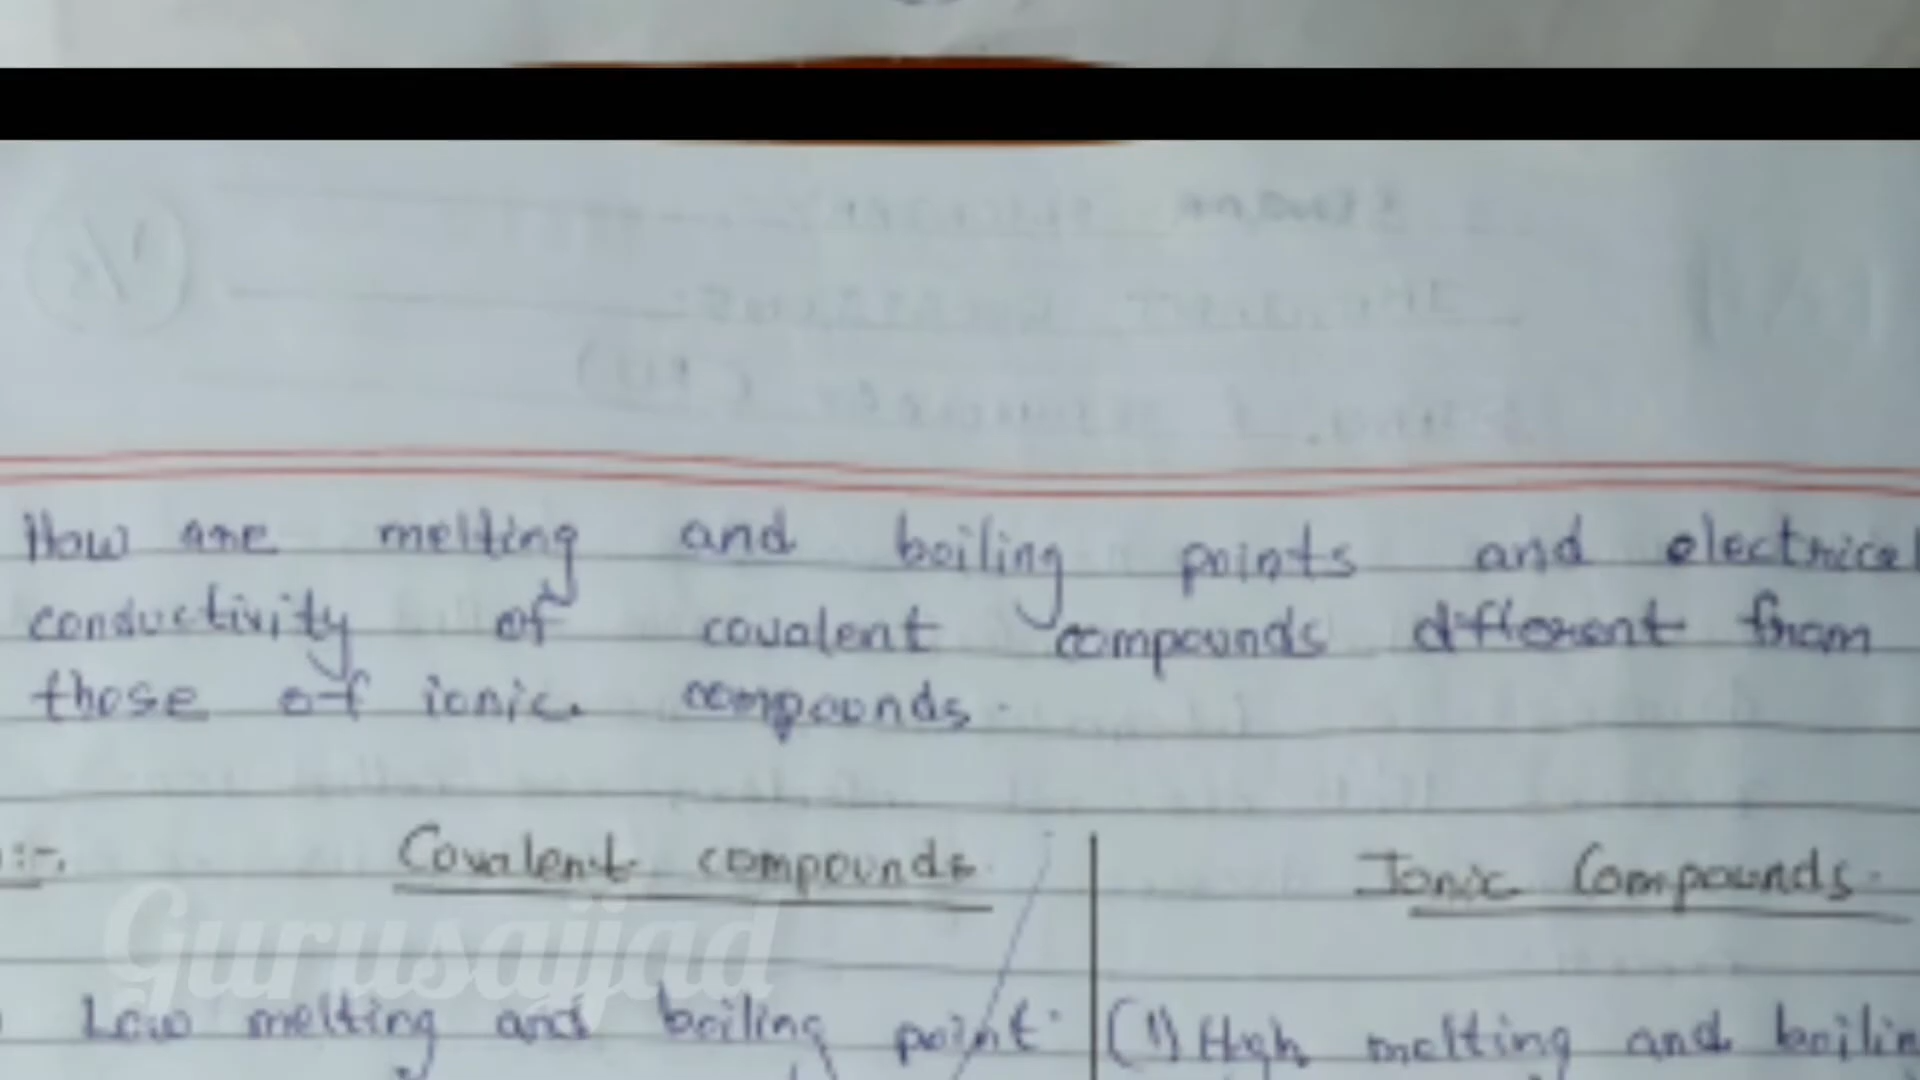 How are melting and boiling points and electrical
conductivity of covalent compounds different from
those of ionic compounds.
:-. Covalent compounds. Ionic Compounds.
Gurusajjad
Low melting and boiling point. (1) High melting and boilin